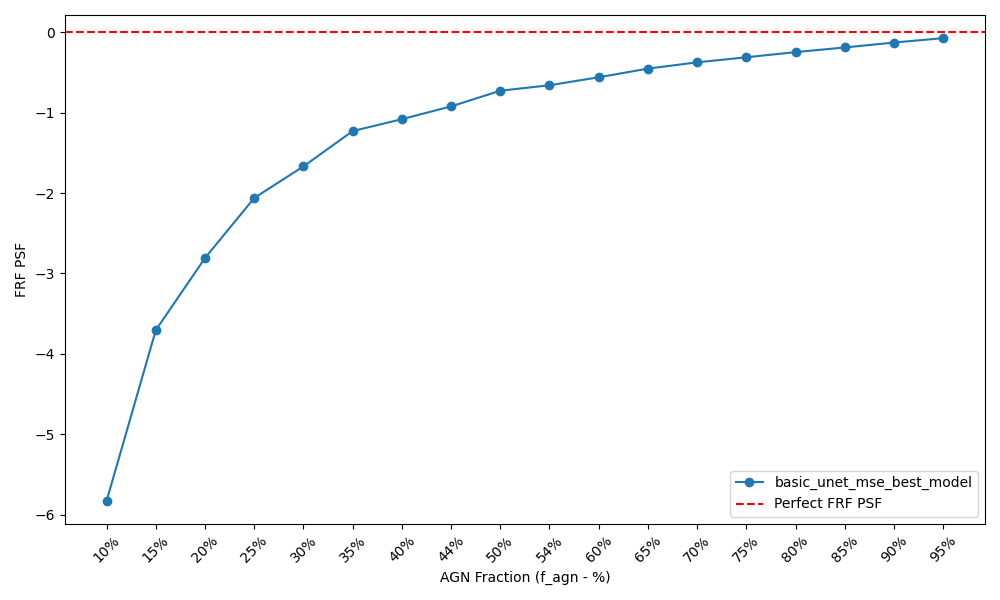 0
−1
−2
−3
−4
−5
−6
FRF PSF
basic_unet_mse_best_model
Perfect FRF PSF
10% 15% 20% 25% 30% 35% 40% 44% 50% 54% 60% 65% 70% 75% 80% 85% 90% 95%
AGN Fraction (f_agn - %)